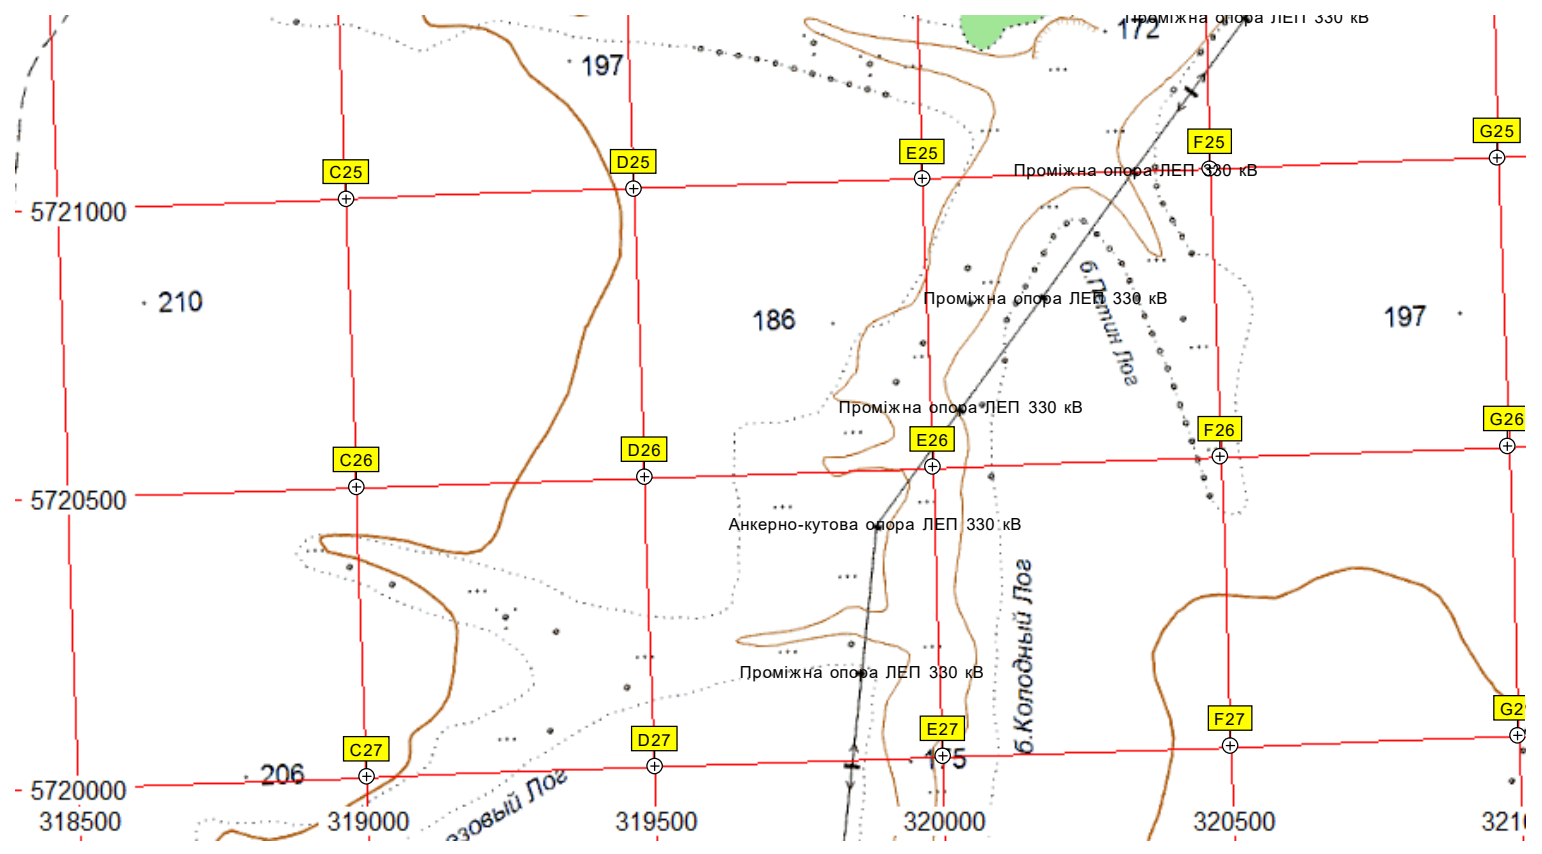 Проміжна опора ЛЕП 330 кВ
172
197
G25
F25
E25
D25
C25
Проміжна опора ЛЕП 330 кВ
5721000
б.Петин Лог
Проміжна опора ЛЕП 330 кВ
210
186
197
Проміжна опора ЛЕП 330 кВ
G26
F26
E26
D26
C26
5720500
Анкерно-кутова опора ЛЕП 330 кВ
б.Колодный Лог
Проміжна опора ЛЕП 330 кВ
F27
E27
D27
C27
175
206
5720000
318500
319000
319500
320000
320500